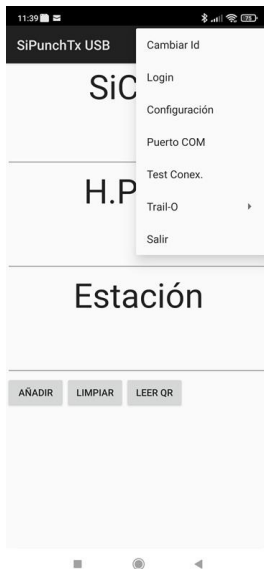 11:39
75
SiPunchTx USB
Cambiar Id
Login
Configuración
Puerto COM
Test Conex.
Trail-O
Salir
SiC
H.P
Estación
AÑADIR LIMPIAR LEER QR